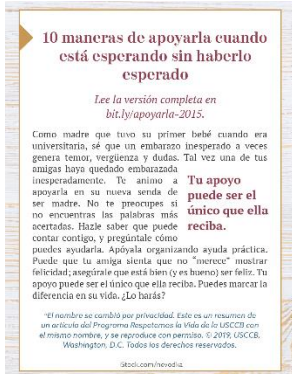 10 maneras de apoyarla cuando
está esperando sin haberlo
esperado
Lee la versión completa en
bit.ly/apoyarla-2015.
Como madre que tuvo su primer bebé cuando era
universitaria, sé que un embarazo inesperado a veces
genera temor, vergüenza y dudas. Tal vez una de tus
amigas haya quedado embarazada
inesperadamente. Te animo a
apoyarla en su nueva senda de
ser madre. No te preocupes si
no encuentras las palabras más
acertadas. Hazle saber que puede
contar contigo, y pregúntale cómo
Tu apoyo
puede ser el
único que ella
reciba.
puedes ayudarla. Apóyala organizando ayuda práctica.
Puede que tu amiga sienta que no “merece” mostrar
felicidad; asegúrale que está bien (y es bueno) ser feliz. Tu
apoyo puede ser el único que ella reciba. Puedes marcar la
diferencia en su vida. ¿Lo harás?
*El nombre se cambió por privacidad. Este es un resumen de
un artículo del Programa Respetemos la Vida de la USCCB con
el mismo nombre, y se reproduce con permiso. © 2019, USCCB,
Washington, D.C. Todos los derechos reservados.
iStock.com/nevodka